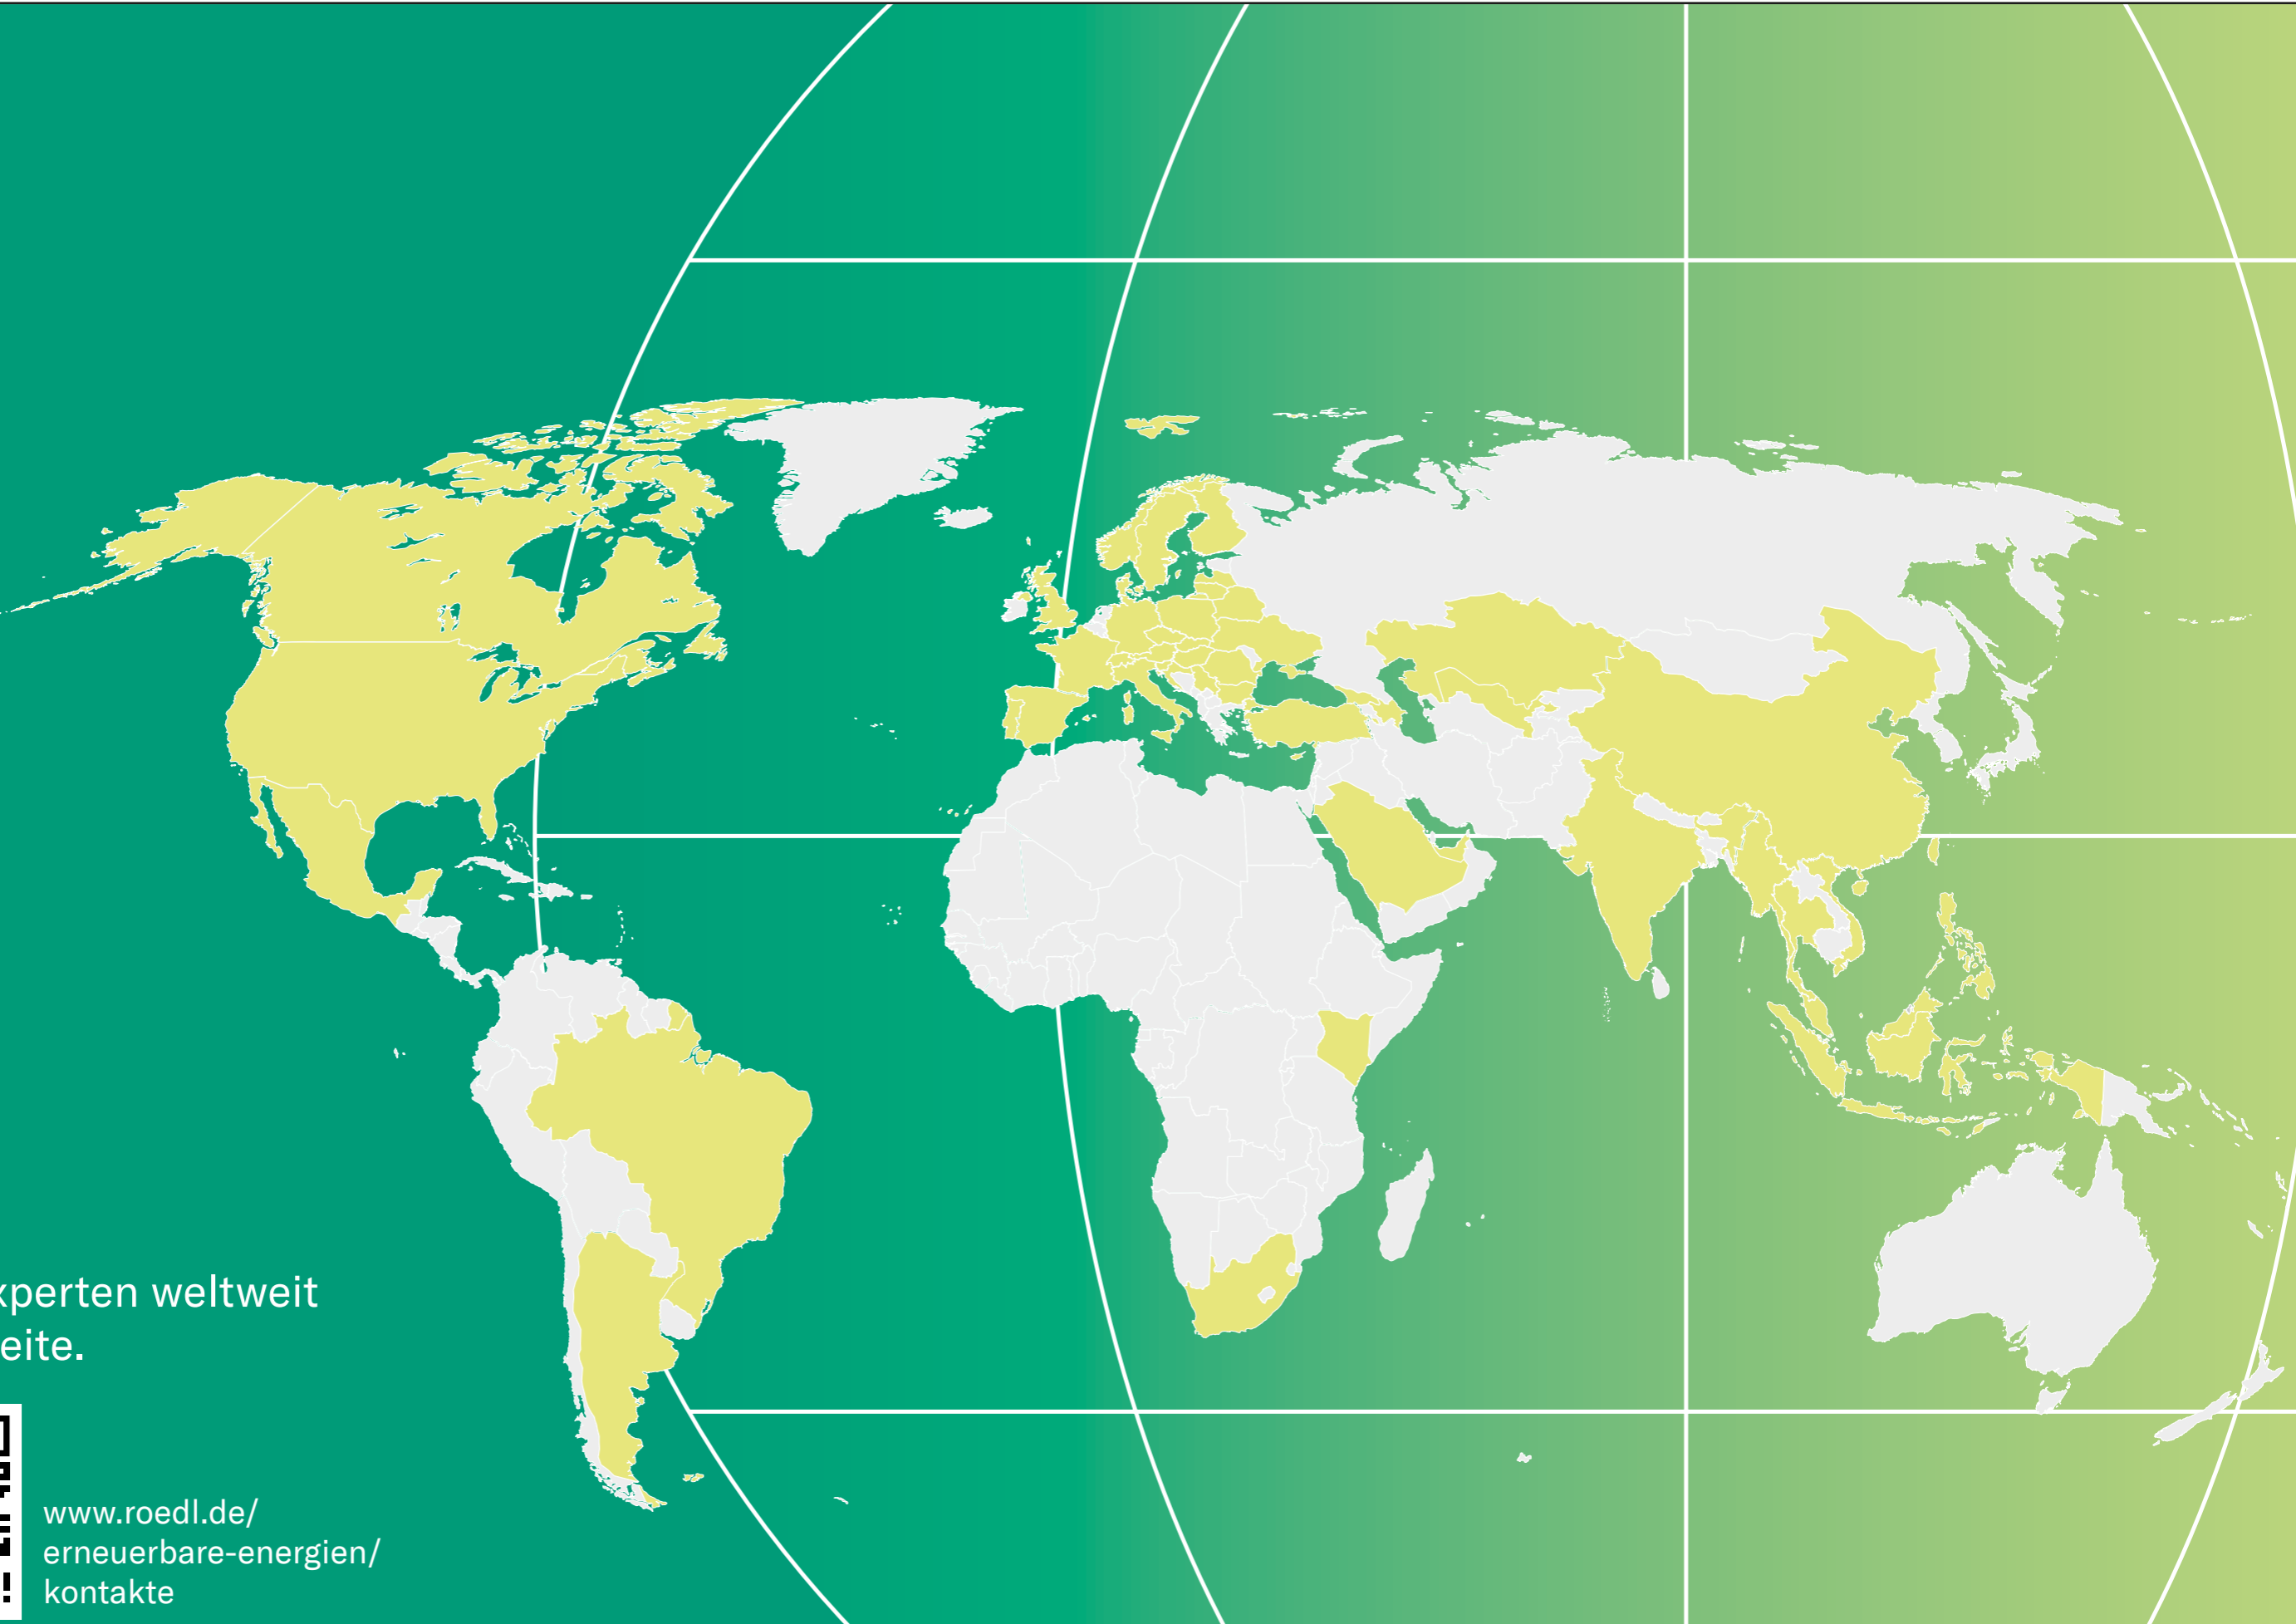 xperten weltweit
eite.
www.roedl.de/
erneuerbare-energien/
kontakte